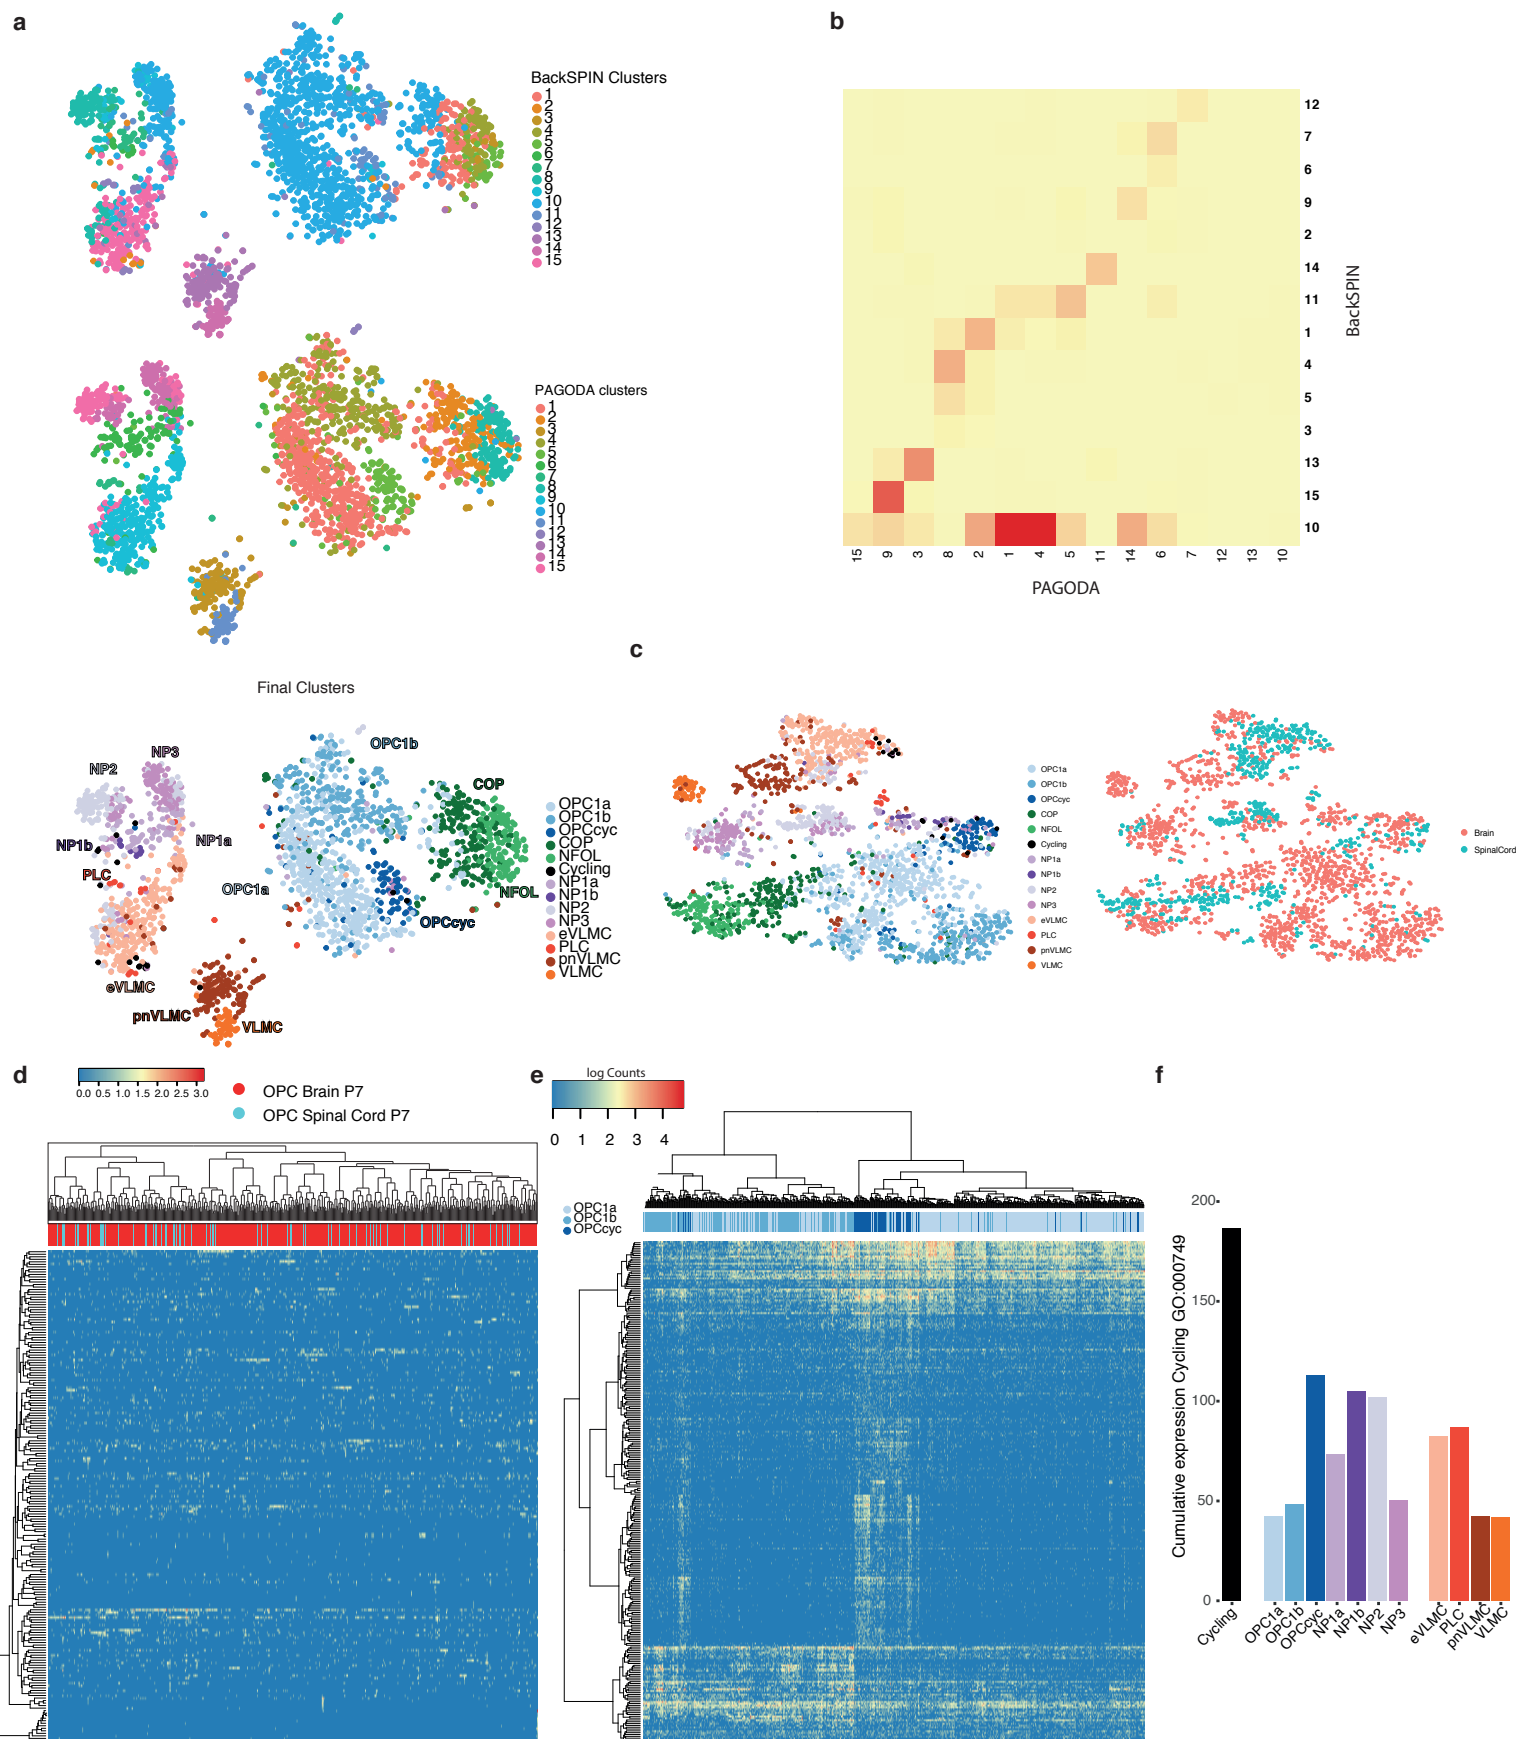 a
BackSPIN Clusters
1
2
3
4
5
6
7
8
9
10
11
12
13
14
15
PAGODA clusters
1
2
3
4
5
6
7
8
9
10
11
12
13
14
15
b
12
7
6
9
2
14
11
1
4
5
3
13
15
10
BackSPIN
15 9 3 8 2 1 4 5 11 14 6 7 12 13 10
PAGODA
Final Clusters
NP3
NP2
NP1b
NP1a
PLC
eVLMC
pnVLMC
VLMC
OPC1b
OPC1a
OPCcyc
COP
NFOL
OPC1a
OPC1b
OPCcyc
COP
NFOL
Cycling
NP1a
NP1b
NP2
NP3
eVLMC
PLC
pnVLMC
VLMC
c
OPC1a
OPC1b
OPCcyc
COP
NFOL
Cycling
NP1a
NP1b
NP2
NP3
eVLMC
PLC
pnVLMC
VLMC
Brain
SpinalCord
d
0.0 0.5 1.0 1.5 2.0 2.5 3.0
OPC Brain P7
OPC Spinal Cord P7
e
log Counts
0 1 2 3 4
OPC1a
OPC1b
OPCcyc
f
Cumulative expression Cycling GO:000749
200
150
100
50
0
Cycling OPC1a OPC1b OPCcyc NP1a NP1b NP2 NP3 eVLMC PLC pnVLMC VLMC